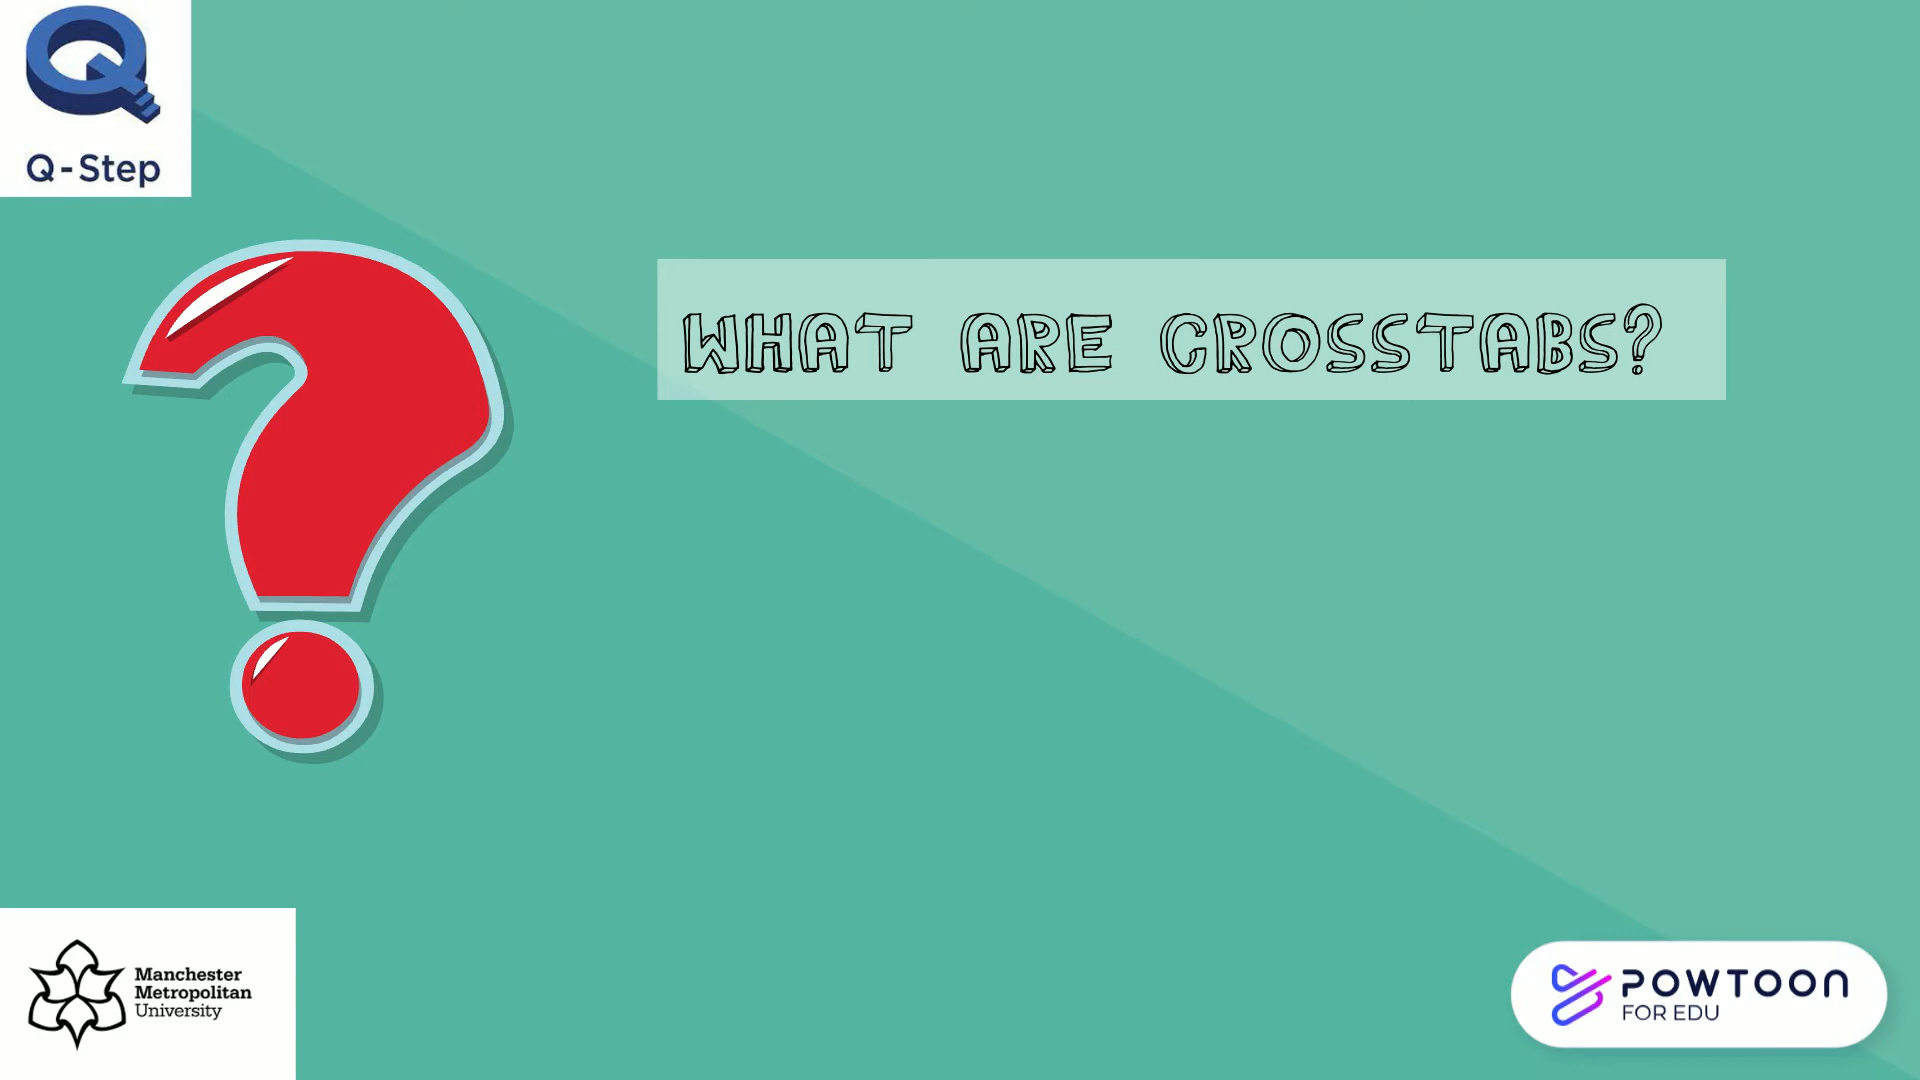 Q-Step
WHAT ARE CROSSTABS?
Manchester
Metropolitan
University
POWTOON
FOR EDU